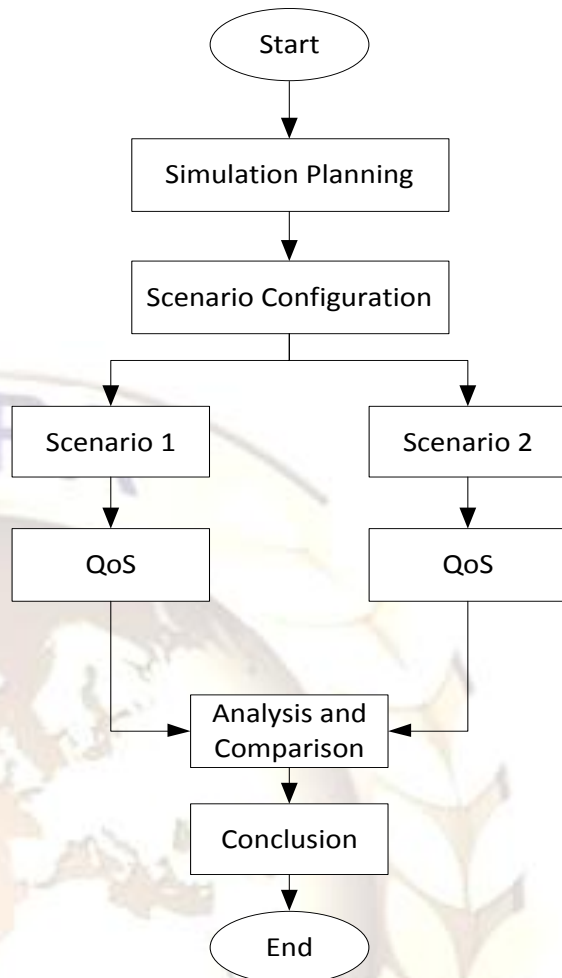 Start
Simulation Planning
Scenario Configuration
Scenario 1
Scenario 2
QoS
QoS
Analysis and
Comparison
Conclusion
End